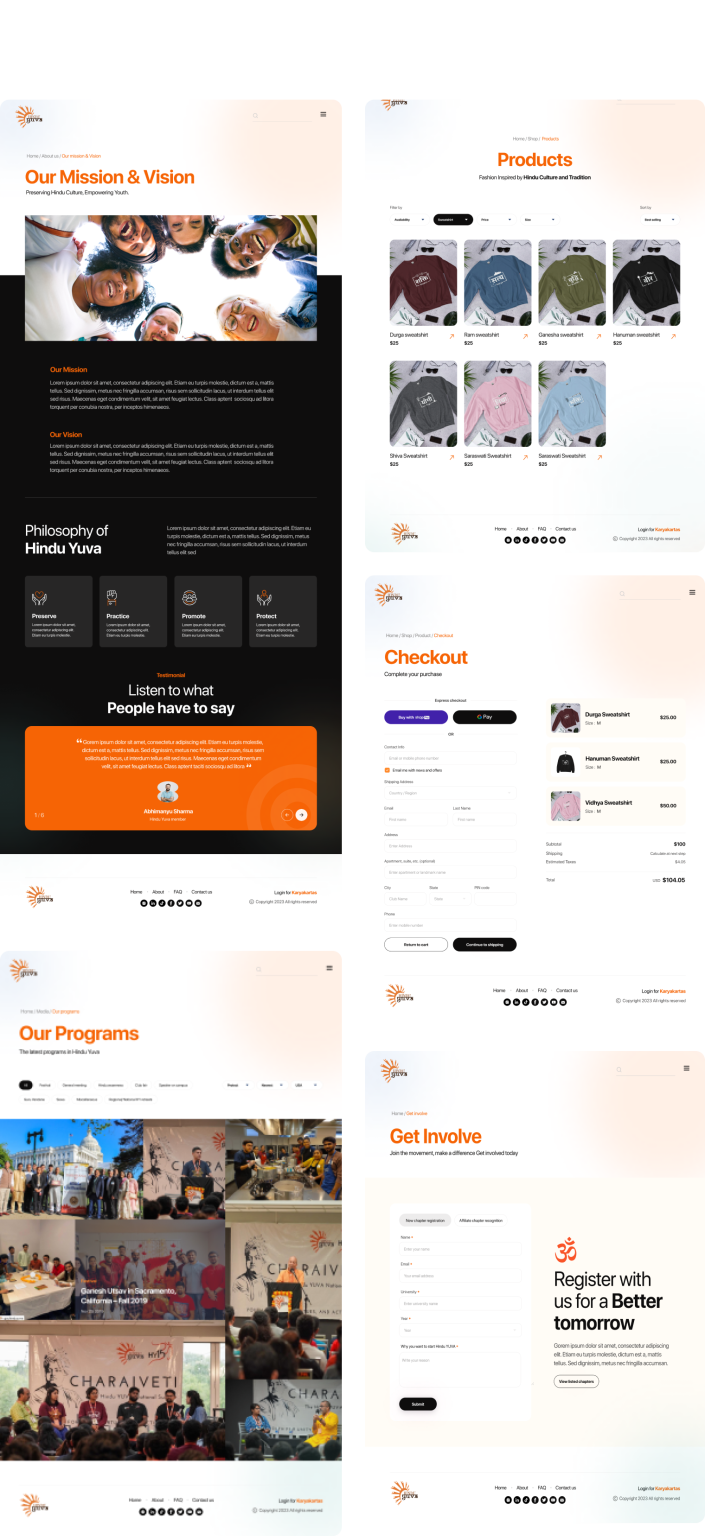 yuva
Home / About us / Our mission & Vision
Our Mission & Vision
Preserving Hindu Culture, Empowering Youth.
Our Mission
Lorem ipsum dolor sit amet, consectetur adipiscing elit. Etiam eu turpis molestie, dictum est a, mattis
tellus. Sed dignissim, metus nec fringilla accumsan, risus sem sollicitudin lacus, ut interdum tellus elit
sed risus. Maecenas eget condimentum velit, sit amet feugiat lectus. Class aptent sociosqu ad litora
torquent per conubia nostra, per inceptos himenaeos.
Our Vision
Lorem ipsum dolor sit amet, consectetur adipiscing elit. Etiam eu turpis molestie, dictum est a, mattis
tellus. Sed dignissim, metus nec fringilla accumsan, risus sem sollicitudin lacus, ut interdum tellus elit
sed risus. Maecenas eget condimentum velit, sit amet feugiat lectus. Class aptent sociosqu ad litora
torquent per conubia nostra, per inceptos himenaeos.
Philosophy of
Hindu Yuva
Lorem ipsum dolor sit amet, consectetur adipiscing elit. Etiam eu
turpis molestie, dictum est a, mattis tellus. Sed dignissim, metus
nec fringilla accumsan, risus sem sollicitudin lacus, ut interdum
tellus elit sed
Preserve
Lorem ipsum dolor sit amet,
consectetur adipiscing elit.
Etiam eu turpis molestie.
Practice
Lorem ipsum dolor sit amet,
consectetur adipiscing elit.
Etiam eu turpis molestie.
Promote
Lorem ipsum dolor sit amet,
consectetur adipiscing elit.
Etiam eu turpis molestie.
Protect
Lorem ipsum dolor sit amet,
consectetur adipiscing elit.
Etiam eu turpis molestie.
Testimonial
Listen to what
People have to say
❝ Gorem ipsum dolor sit amet, consectetur adipiscing elit. Etiam eu turpis molestie,
dictum est a, mattis tellus. Sed dignissim, metus nec fringilla accumsan, risus sem
sollicitudin lacus, ut interdum tellus elit sed risus. Maecenas eget condimentum
velit, sit amet feugiat lectus. Class aptent taciti sociosqu ad litora. ❞
Abhimanyu Sharma
Hindu Yuva member
1 / 6
yuva
Home · About · FAQ · Contact us
Login for Karyakartas
© Copyright 2023 All rights reserved
yuva
Home / Media / Our programs
Our Programs
The latest programs in Hindu Yuva
All
Festival
General meeting
Hindu awareness
Club fair
Speaker on campus
Seva
Miscellaneous
CHARAIVETI
Ganesh Utsav in Sacramento,
California – Fall 2019
CHARAIVETI
CHARAIVETI
yuva
Home · About · FAQ · Contact us
Login for Karyakartas
© Copyright 2023 All rights reserved
yuva
Home / Shop / Products
Products
Fashion Inspired by Hindu Culture and Tradition
Filter by
Sort by
Availability
Sweatshirts
Price
Size
Best selling
Durga sweatshirt
$25
Ram sweatshirt
$25
Ganesha sweatshirt
$25
Hanuman sweatshirt
$25
Shiva Sweatshirt
$25
Saraswati Sweatshirt
$25
Saraswati Sweatshirt
$25
yuva
Home · About · FAQ · Contact us
Login for Karyakartas
© Copyright 2023 All rights reserved
yuva
Home / Shop / Product / Checkout
Checkout
Complete your purchase
Express checkout
Buy with shop Pay
G Pay
OR
Contact Info
Email or mobile phone number
Email me with news and offers
Shipping Address
Country / Region
Email
Last Name
First name
First name
Address
Enter Address
Apartment, suite, etc. (optional)
Enter apartment or landmark name
City
State
PIN code
City Name
State
Phone
Enter mobile number
Return to cart
Continue to shipping
Durga Sweatshirt
Size : M
$25.00
Hanuman Sweatshirt
Size : M
$25.00
Vidhya Sweatshirt
Size : M
$50.00
Subtotal
$100
Shipping
Calculate at next step
Estimated Taxes
$4.05
Total
USD $104.05
yuva
Home · About · FAQ · Contact us
Login for Karyakartas
© Copyright 2023 All rights reserved
yuva
Home / Get Involve
Get Involve
Join the movement, make a difference Get involved today
New chapter registration
Affiliate chapter recognition
Name *
Enter your name
Email *
Your email address
University *
Enter university name
Year *
Year
Why you want to start Hindu YUVA *
Write your reason
Submit
ॐ
Register with
us for a Better
tomorrow
Gorem ipsum dolor sit amet, consectetur adipiscing
elit. Etiam eu turpis molestie, dictum est a, mattis
tellus. Sed dignissim, metus nec fringilla accumsan.
View listed chapters
yuva
Home · About · FAQ · Contact us
Login for Karyakartas
© Copyright 2023 All rights reserved